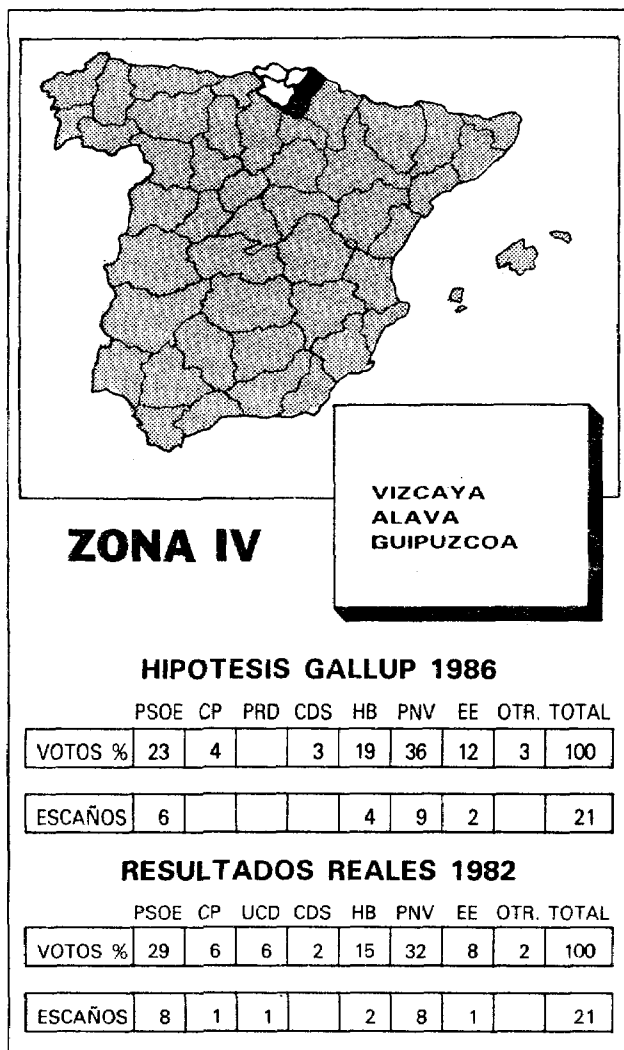 VIZCAYA
ALAVA
GUIPUZCOA
ZONA IV
HIPOTESIS GALLUP 1986
PSOE CP PRD CDS HB PNV EE OTR. TOTAL
VOTOS % 23 4 3 19 36 12 3 100
ESCAÑOS 6 4 9 2 21
RESULTADOS REALES 1982
PSOE CP UCD CDS HB PNV EE OTR. TOTAL
VOTOS % 29 6 6 2 15 32 8 2 100
ESCAÑOS 8 1 1 2 8 1 21